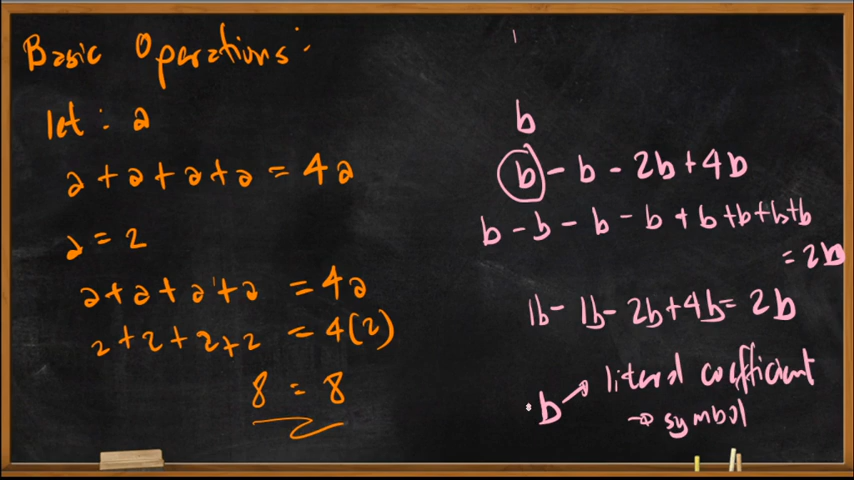 Basic Operations:
let: a
a + a + a + a = 4a
a = 2
a + a + a + a = 4a
2 + 2 + 2 + 2 = 4(2)
8 = 8
b
b - b - 2b + 4b
b - b - b - b + b + b + b + b
= 2b
1b - 1b - 2b + 4b = 2b
b → literal coefficient
→ symbol